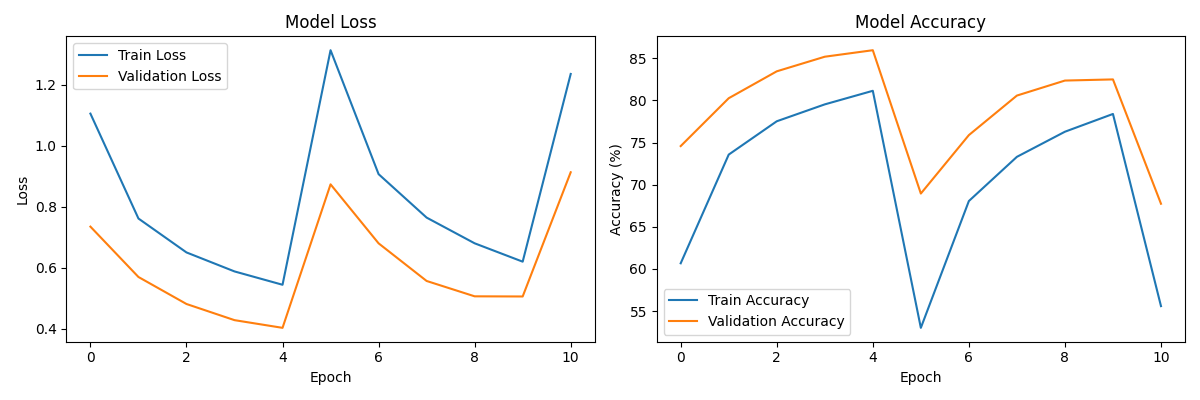 Model Loss
Train Loss
Validation Loss
Loss
1.2
1.0
0.8
0.6
0.4
0 2 4 6 8 10
Epoch
Model Accuracy
Accuracy (%)
85
80
75
70
65
60
55
Train Accuracy
Validation Accuracy
0 2 4 6 8 10
Epoch